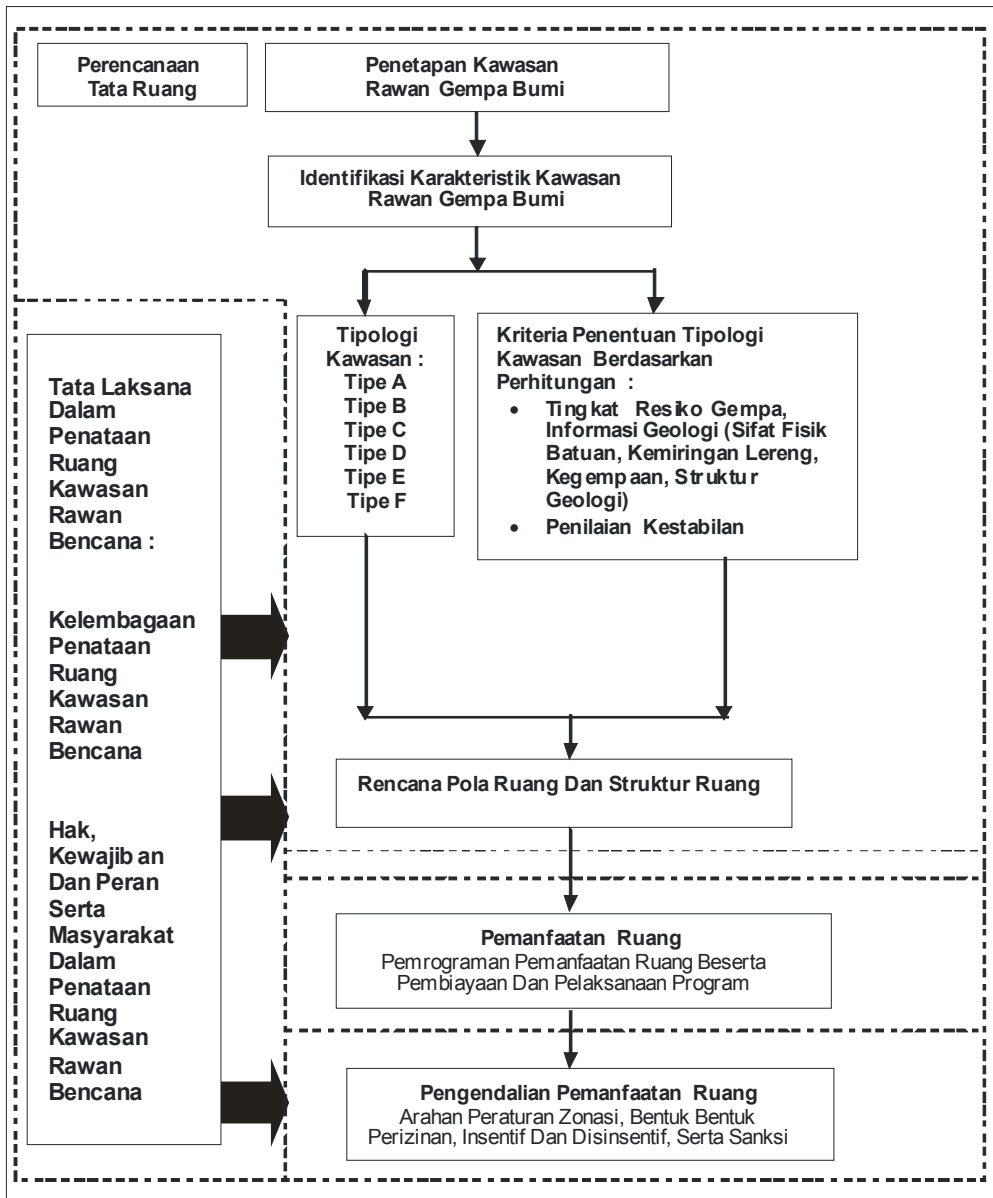 Perencanaan
Tata Ruang
Penetapan Kawasan
Rawan Gempa Bumi
Identifikasi Karakteristik Kawasan
Rawan Gempa Bumi
Tipologi
Kawasan :
Tipe A
Tipe B
Tipe C
Tipe D
Tipe E
Tipe F
Kriteria Penentuan Tipologi
Kawasan Berdasarkan
Perhitungan :
• Tingkat Resiko Gempa,
Informasi Geologi (Sifat Fisik
Batuan, Kemiringan Lereng,
Kegempaan, Struktur
Geologi)
• Penilaian Kestabilan
Tata Laksana
Dalam
Penataan
Ruang
Kawasan
Rawan
Bencana :
Kelembagaan
Penataan
Ruang
Kawasan
Rawan
Bencana
Hak,
Kewajiban
Dan Peran
Serta
Masyarakat
Dalam
Penataan
Ruang
Kawasan
Rawan
Bencana
Rencana Pola Ruang Dan Struktur Ruang
Pemanfaatan Ruang
Pemrograman Pemanfaatan Ruang Beserta
Pembiayaan Dan Pelaksanaan Program
Pengendalian Pemanfaatan Ruang
Arahan Peraturan Zonasi, Bentuk Bentuk
Perizinan, Insentif Dan Disinsentif, Serta Sanksi